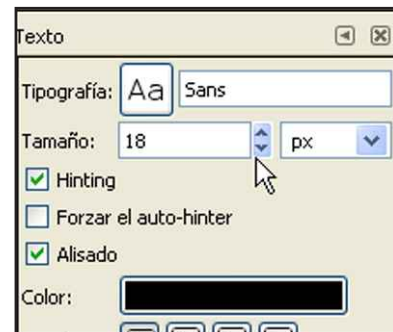 Texto
Tipografía: Aa Sans
Tamaño: 18 px
Hinting
Forzar el auto-hinter
Alisado
Color: